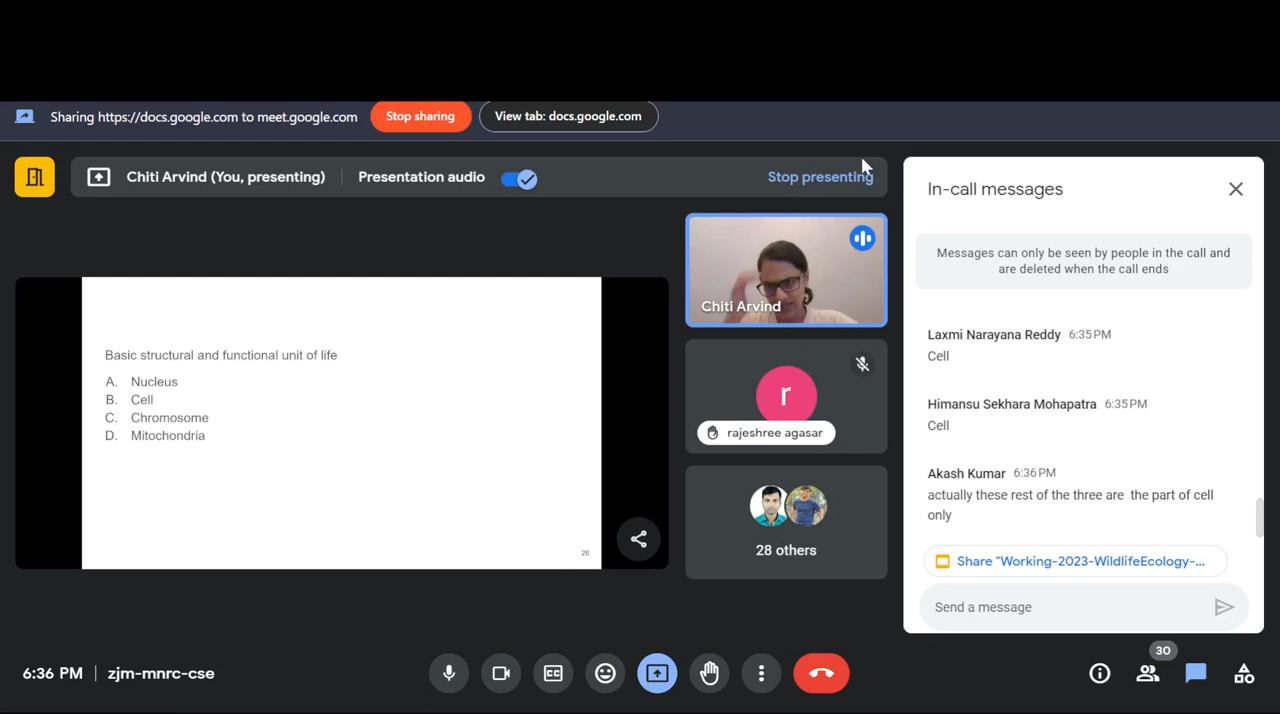 Sharing https://docs.google.com to meet.google.com
Stop sharing
View tab: docs.google.com
Chiti Arvind (You, presenting)
Presentation audio
Stop presenting
Basic structural and functional unit of life
A. Nucleus
B. Cell
C. Chromosome
D. Mitochondria
26
Chiti Arvind
r
rajeshree agasar
28 others
In-call messages
Messages can only be seen by people in the call and
are deleted when the call ends
Laxmi Narayana Reddy 6:35 PM
Cell
Himansu Sekhara Mohapatra 6:35 PM
Cell
Akash Kumar 6:36 PM
actually these rest of the three are the part of cell
only
Share "Working-2023-WildlifeEcology-...
Send a message
6:36 PM | zjm-mnrc-cse
CC
30